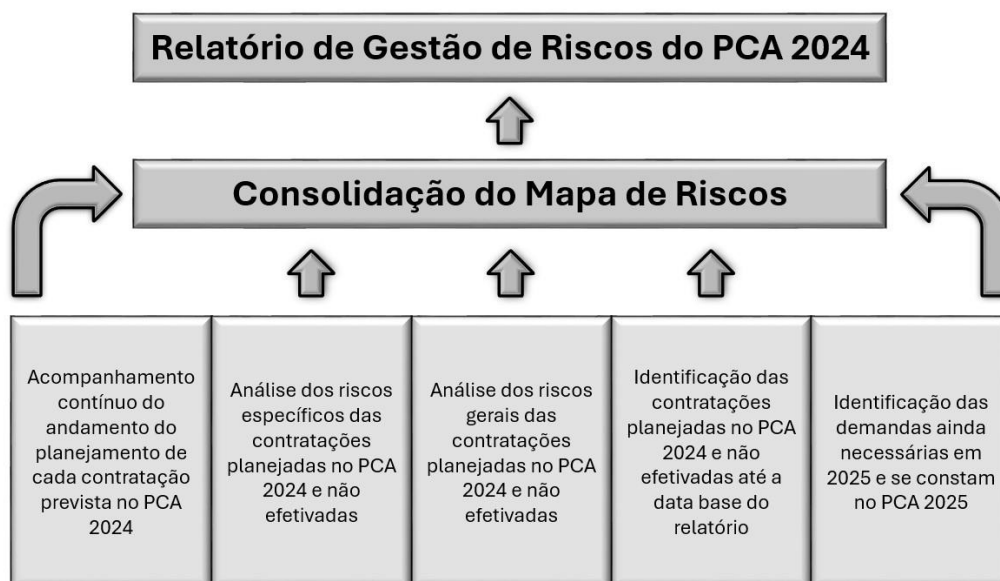 Relatório de Gestão de Riscos do PCA 2024
Consolidação do Mapa de Riscos
Acompanhamento
contínuo do
andamento do
planejamento de
cada contratação
prevista no PCA
2024
Análise dos riscos
específicos das
contratações
planejadas no PCA
2024 e não
efetivadas
Análise dos riscos
gerais das
contratações
planejadas no PCA
2024 e não
efetivadas
Identificação das
contratações
planejadas no PCA
2024 e não
efetivadas até a
data base do
relatório
Identificação das
demandas ainda
necessárias em
2025 e se constam
no PCA 2025